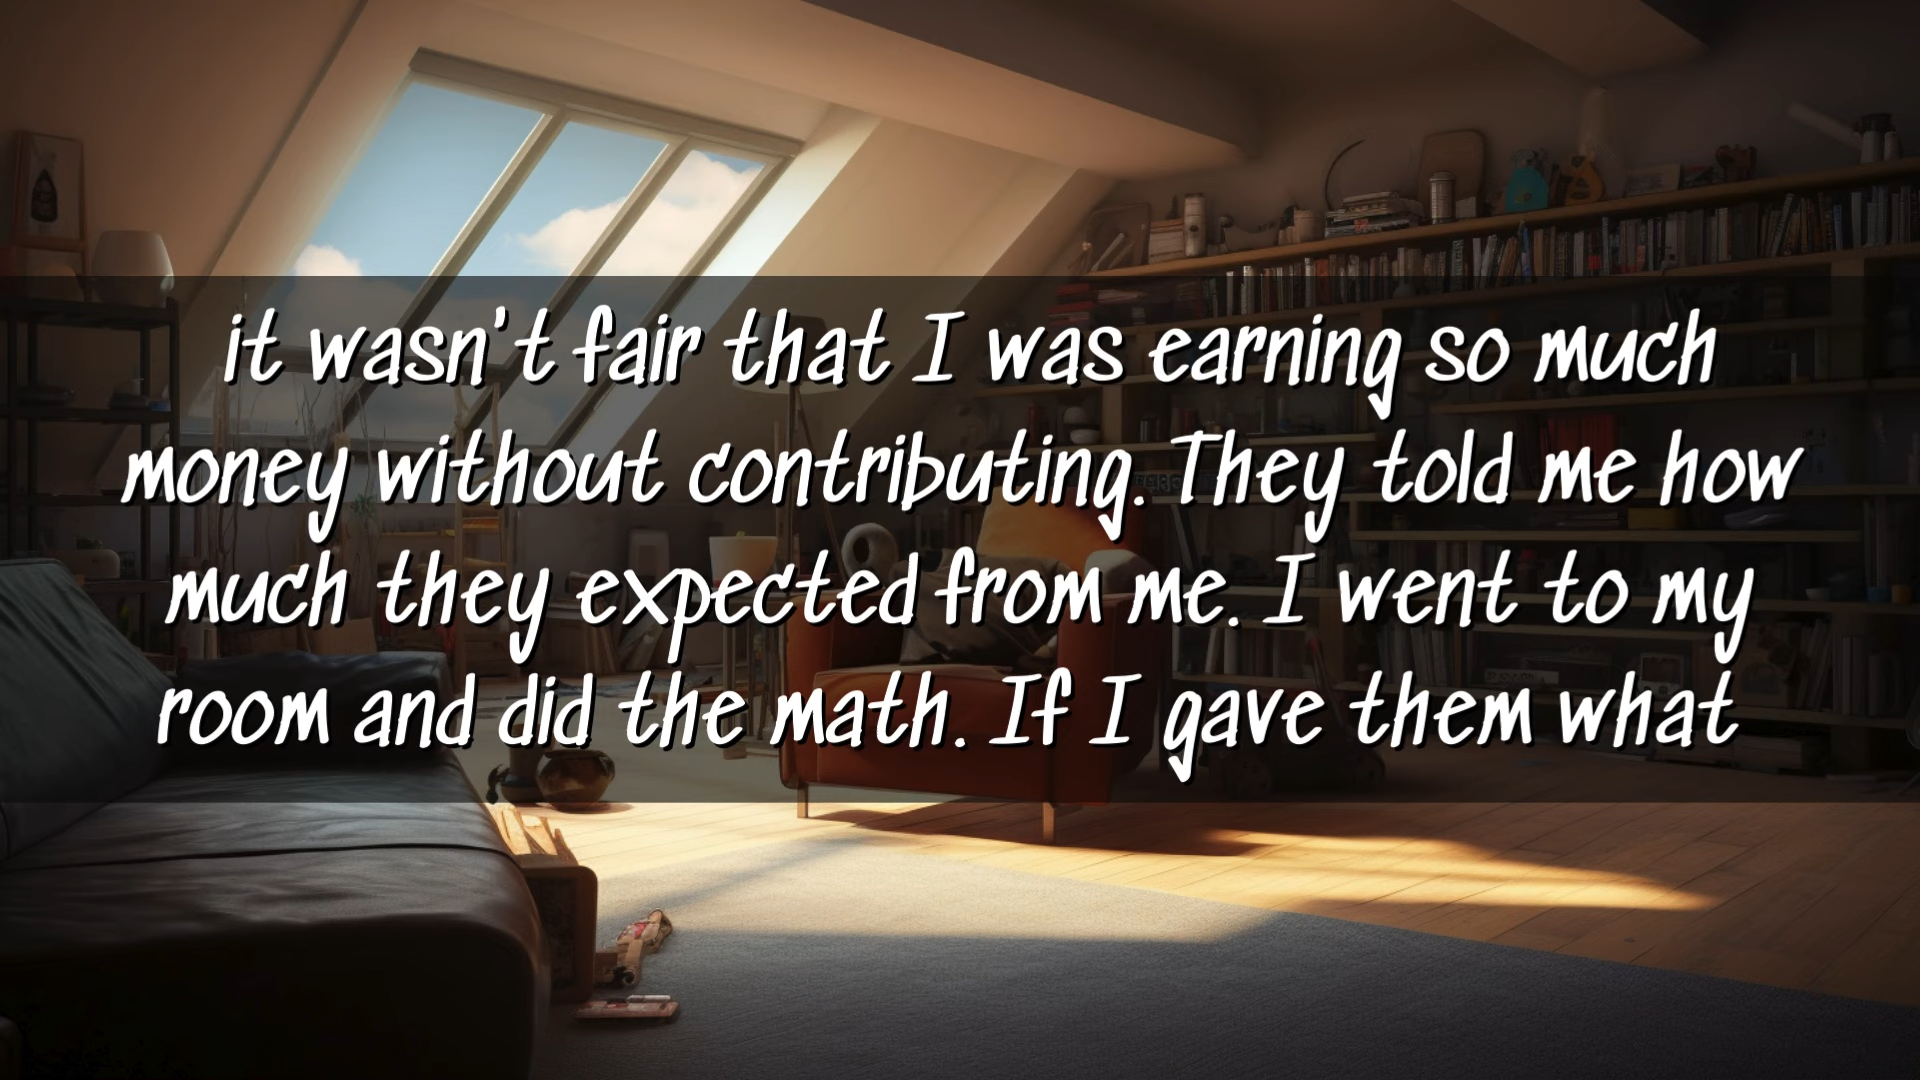 it wasn't fair that I was earning so much
money without contributing. They told me how
much they expected from me. I went to my
room and did the math. If I gave them what